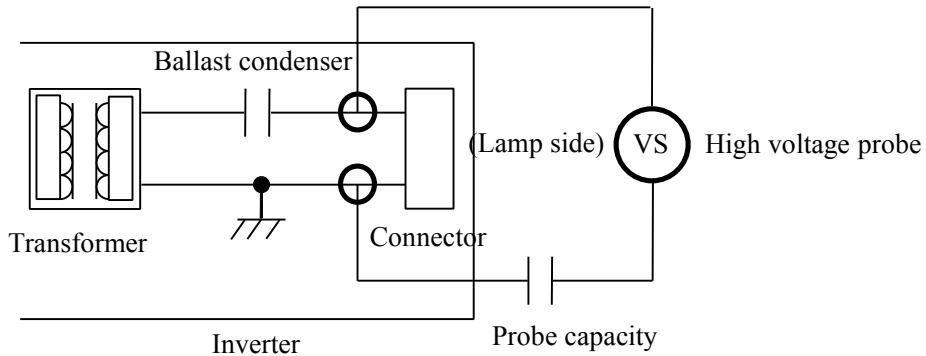 Ballast condenser
(Lamp side)
VS
High voltage probe
Transformer
Connector
Inverter
Probe capacity